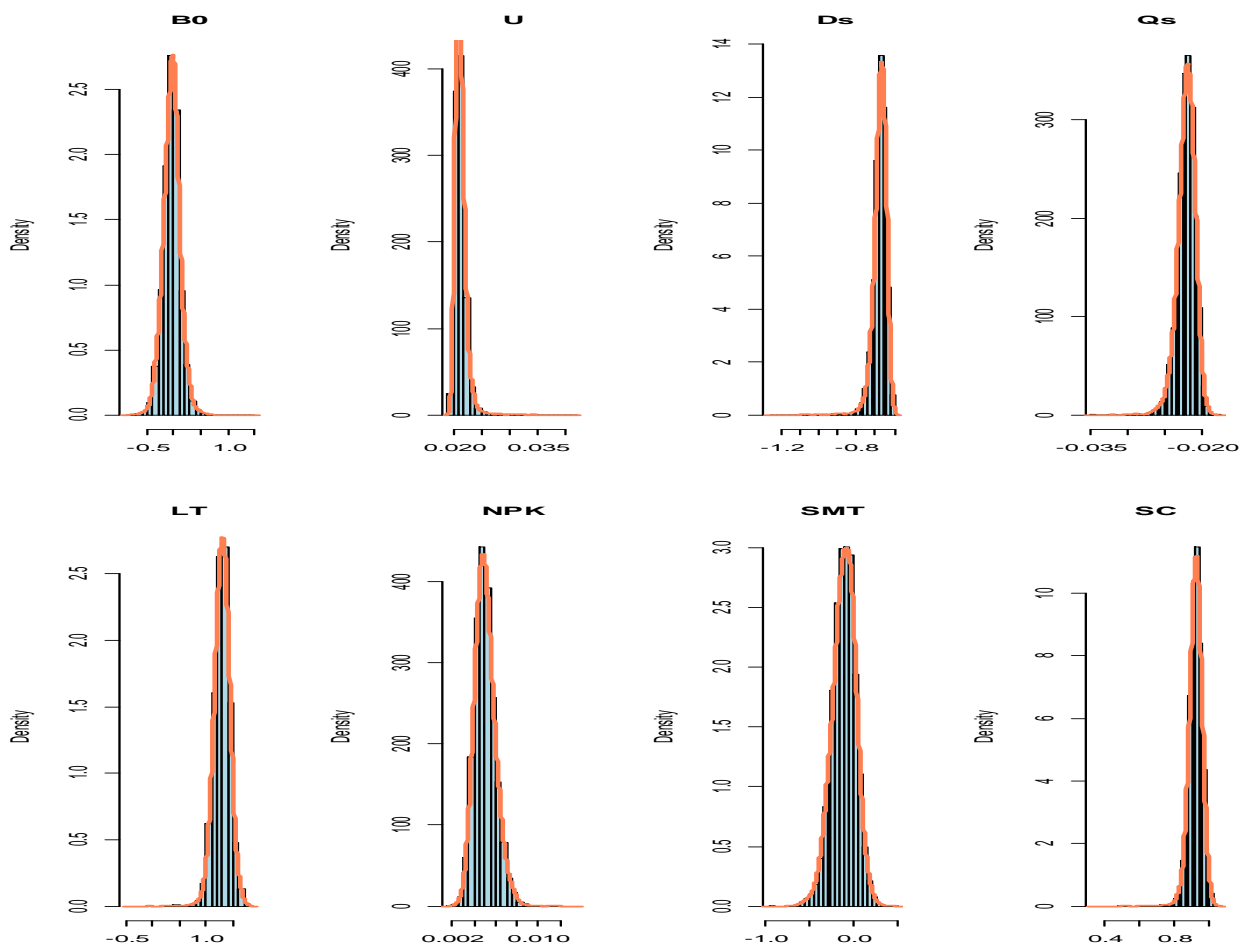 B0
U
Ds
Qs
Density
0.0 0.5 1.0 1.5 2.0 2.5
-0.5 1.0
Density
0 100 200 300 400
0.020 0.035
Density
0 2 4 6 8 10 12 14
-1.2 -0.8
Density
0 100 200 300
-0.035 -0.020
LT
NPK
SMT
SC
Density
0.0 0.5 1.0 1.5 2.0 2.5
-0.5 1.0
Density
0 100 200 300 400
0.002 0.010
Density
0.0 0.5 1.0 1.5 2.0 2.5 3.0
-1.0 0.0
Density
0 2 4 6 8 10
0.4 0.8